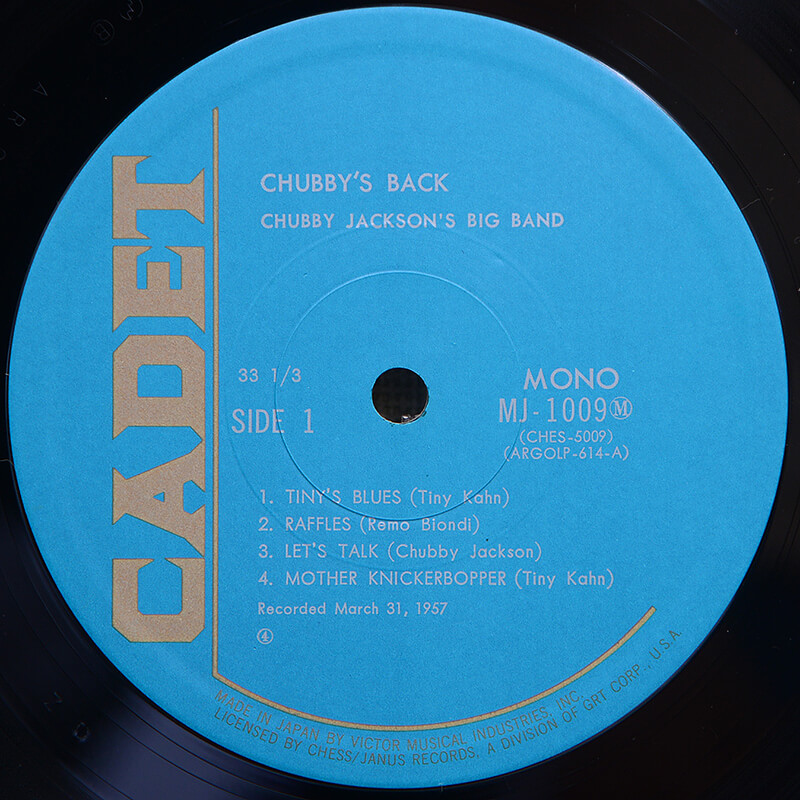 CADET
CHUBBY'S BACK
CHUBBY JACKSON'S BIG BAND
33 1/3
SIDE 1
MONO
MJ-1009Ⓜ
(CHES-5009)
(ARGOLP-614-A)
1. TINY'S BLUES (Tiny Kahn)
2. RAFFLES (Remo Biondi)
3. LET'S TALK (Chubby Jackson)
4. MOTHER KNICKERBOPPER (Tiny Kahn)
Recorded March 31, 1957
④
MADE IN JAPAN BY VICTOR MUSICAL INDUSTRIES, INC.
LICENSED BY CHESS/JANUS RECORDS, A DIVISION OF GRT CORP., U.S.A.